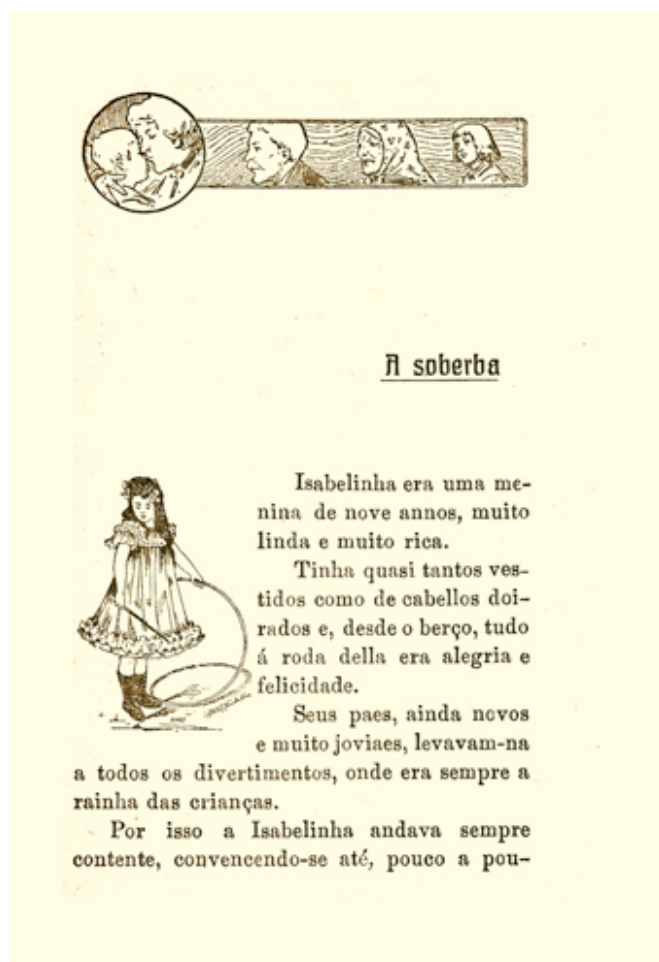 A soberba
Isabelinha era uma me-
nina de nove annos, muito
linda e muito rica.
Tinha quasi tantos ves-
tidos como de cabellos doi-
rados e, desde o berço, tudo
á roda della era alegria e
felicidade.
Seus paes, ainda novos
e muito joviaes, levavam-na
a todos os divertimentos, onde era sempre a
rainha das crianças.
Por isso a Isabelinha andava sempre
contente, convencendo-se até, pouco a pou-